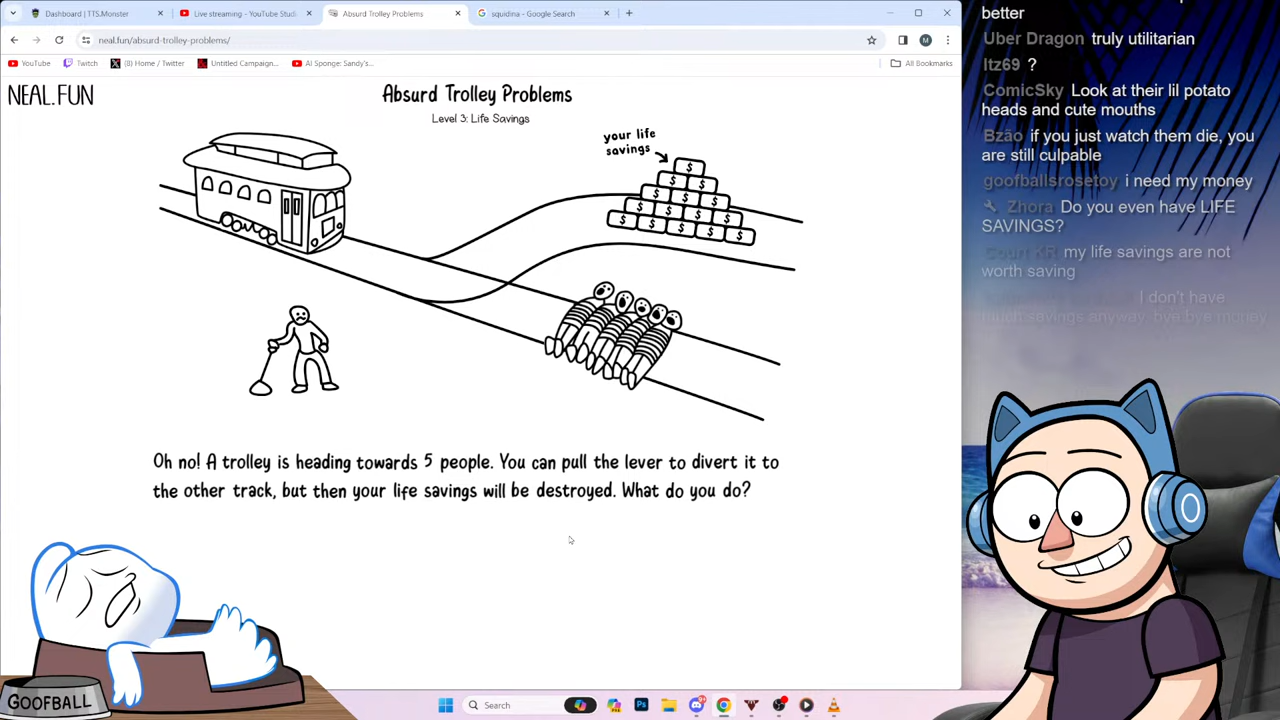 Dashboard | TTS.Monster
Live streaming - YouTube Studi
Absurd Trolley Problems
squidina - Google Search
neal.fun/absurd-trolley-problems/
YouTube
Twitch
(8) Home / Twitter
Untitled Campaign...
AI Sponge: Sandy's...
All Bookmarks
NEAL.FUN
Absurd Trolley Problems
Level 3: Life Savings
your life
savings
Oh no! A trolley is heading towards 5 people. You can pull the lever to divert it to
the other track, but then your life savings will be destroyed. What do you do?
better
Uber Dragon truly utilitarian
Itz69 ?
ComicSky Look at their lil potato
heads and cute mouths
Bzão if you just watch them die, you
are still culpable
goofballsrosetoy i need my money
Zhora Do you even have LIFE
SAVINGS?
Court KR my life savings are not
worth saving
I don't have
much savings anyway, bye bye money
GOOFBALL
Search